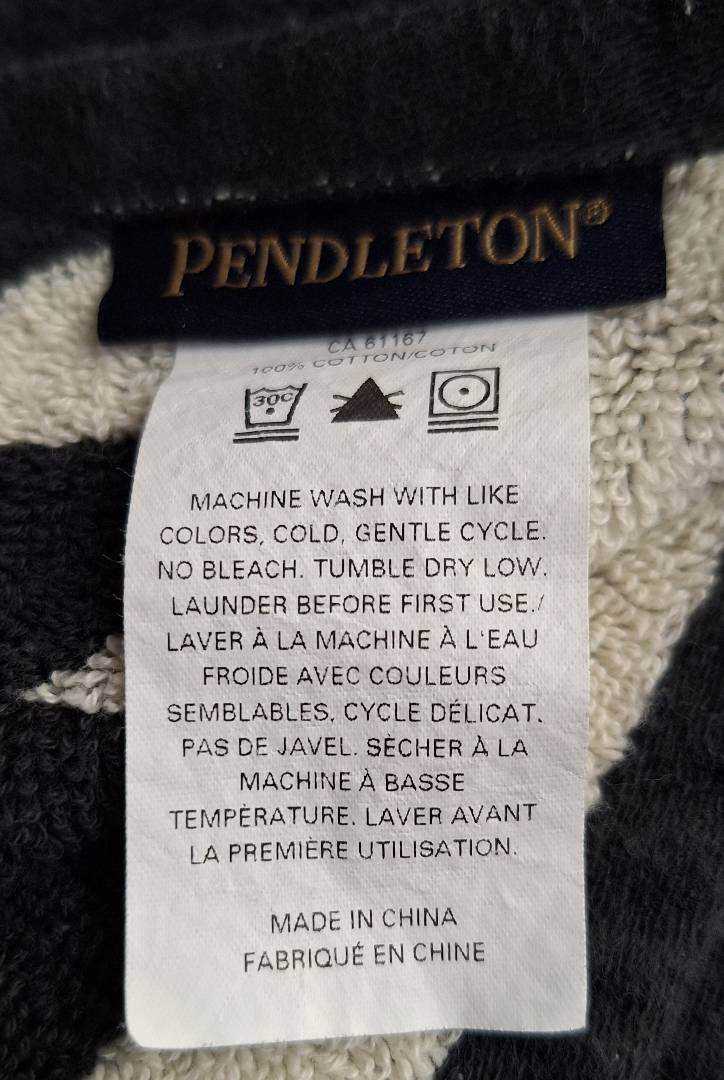 PENDLETON®
CA 61167
100% COTTON/COTON
30C
MACHINE WASH WITH LIKE
COLORS, COLD, GENTLE CYCLE.
NO BLEACH. TUMBLE DRY LOW.
LAUNDER BEFORE FIRST USE./
LAVER À LA MACHINE À L'EAU
FROIDE AVEC COULEURS
SEMBLABLES, CYCLE DÉLICAT.
PAS DE JAVEL. SÈCHER À LA
MACHINE À BASSE
TEMPÈRATURE. LAVER AVANT
LA PREMIÈRE UTILISATION.
MADE IN CHINA
FABRIQUÉ EN CHINE